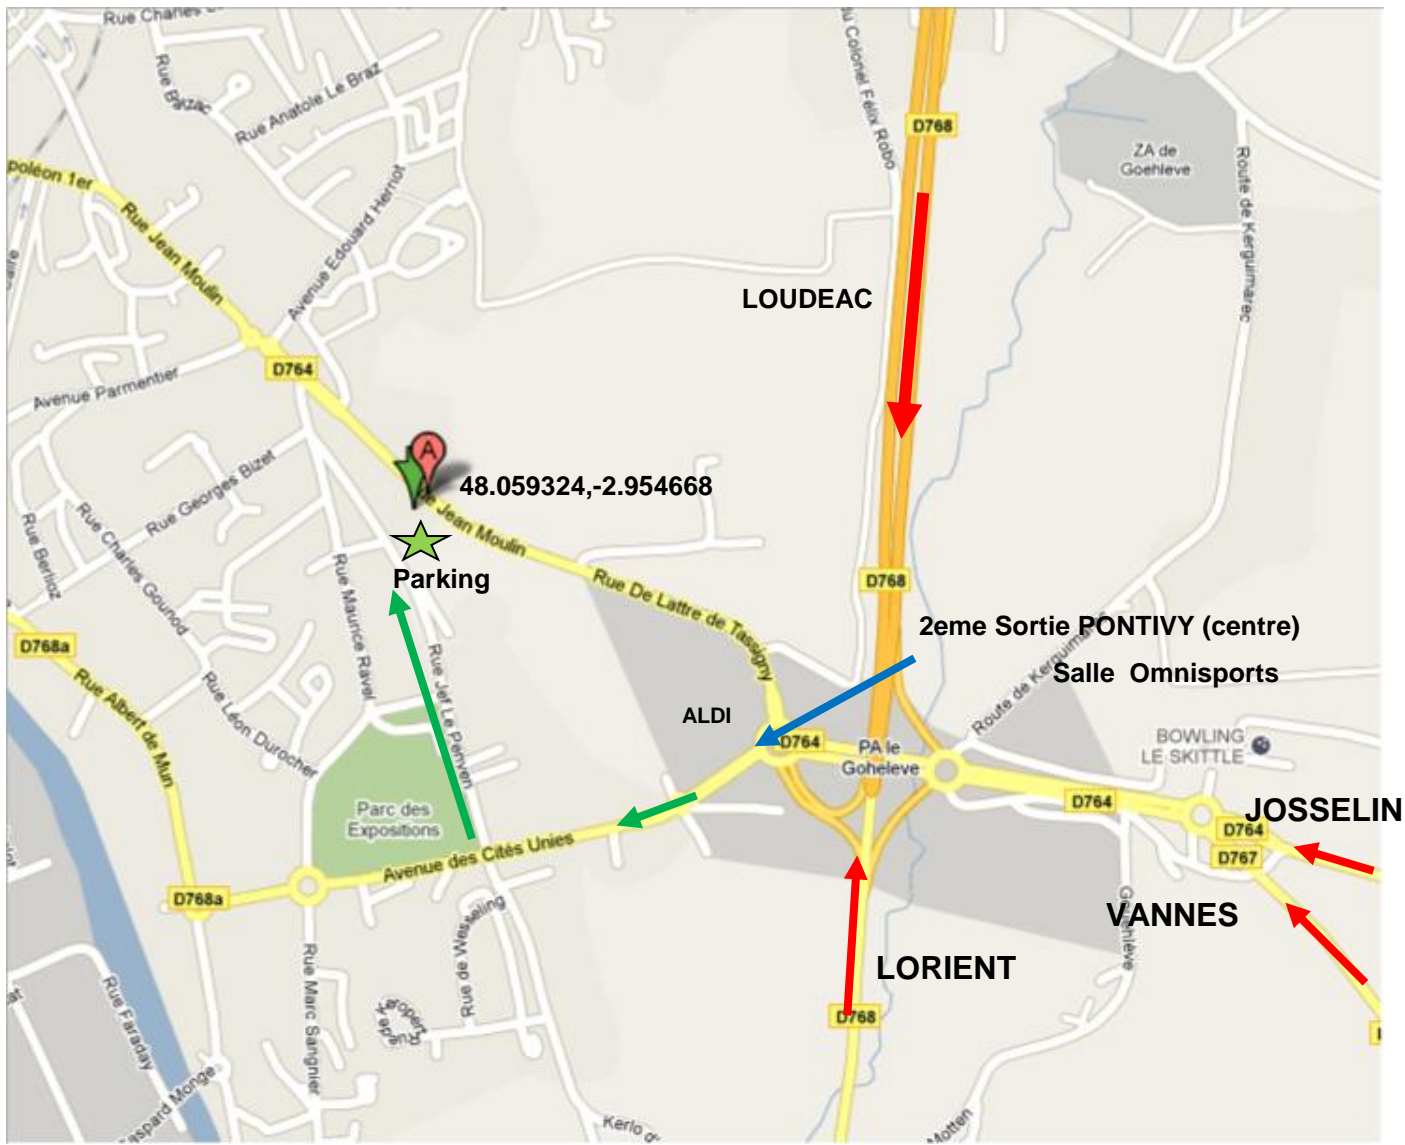 Rue Charles
Rue Balzac
Rue Anatole Le Braz
du Colonel Félix Robo
D768
ZA de
Goehleve
Route de Kerguimarec
poléon 1er
Rue Jean Moulin
Avenue Edouard Herriot
LOUDEAC
D764
Avenue Parmentier
A
48.059324,-2.954668
Rue Georges Bizet
Jean Moulin
Rue Berlioz
Rue Charles Gounod
Parking
Rue Maurice Ravel
Rue De Lattre de Tassigny
D768
2eme Sortie PONTIVY (centre)
Salle Omnisports
Route de Kerguimarec
D768a
Rue Albert de Mun
Rue Léon Durocher
Rue Jef Le Penven
ALDI
D764
PA le
Goheleve
BOWLING
LE SKITTLE
Parc des
Expositions
D764
JOSSELIN
D764
D767
Avenue des Cités Unies
D768a
VANNES
Gouehlève
Rue de Wesseling
LORIENT
Rue Marc Sangnier
Rue Faraday
D768
Gaspard Monge
Kerlo d'
Motten